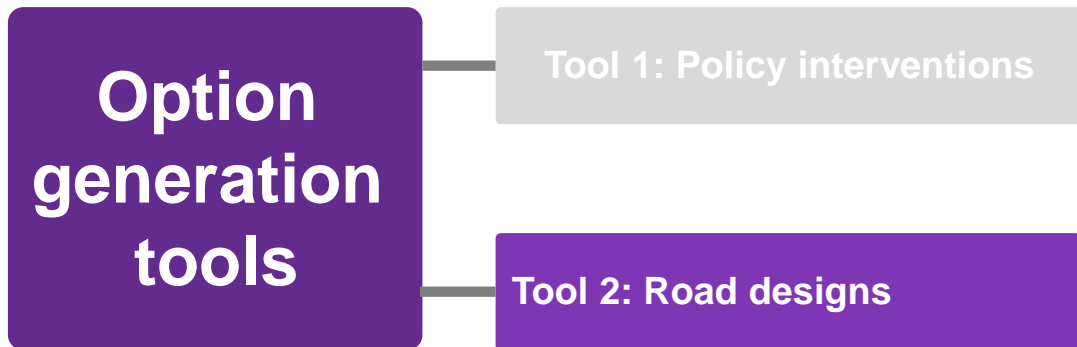 Option
generation
tools
Tool 1: Policy interventions
Tool 2: Road designs